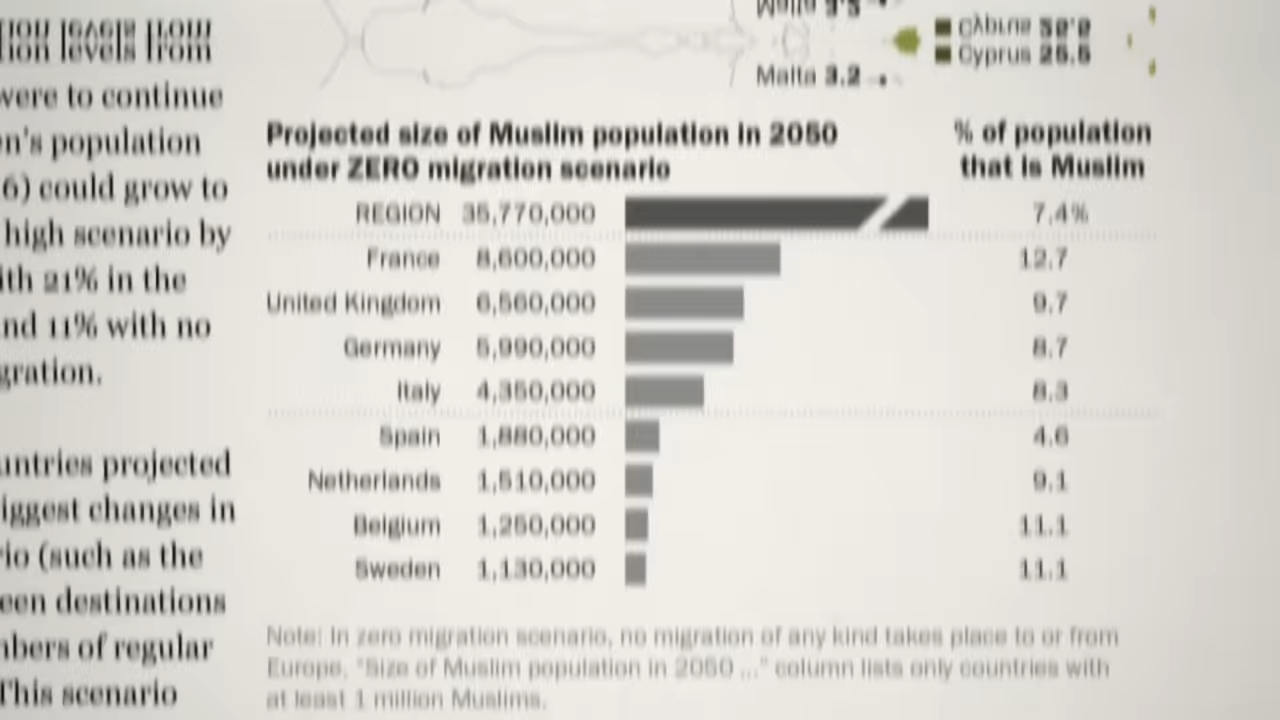 tion levels from
were to continue
en's population
6) could grow to
high scenario by
ith 21% in the
nd 11% with no
gration.
untries projected
iggest changes in
rio (such as the
een destinations
mbers of regular
This scenario
Malta 3.2
Cyprus 25.5
Projected size of Muslim population in 2050
under ZERO migration scenario
% of population
that is Muslim
REGION 35,770,000 7.4%
France 8,600,000 12.7
United Kingdom 6,560,000 9.7
Germany 5,990,000 8.7
Italy 4,350,000 8.3
Spain 1,880,000 4.6
Netherlands 1,510,000 9.1
Belgium 1,250,000 11.1
Sweden 1,130,000 11.1
Note: In zero migration scenario, no migration of any kind takes place to or from
Europe. "Size of Muslim population in 2050 ..." column lists only countries with
at least 1 million Muslims.